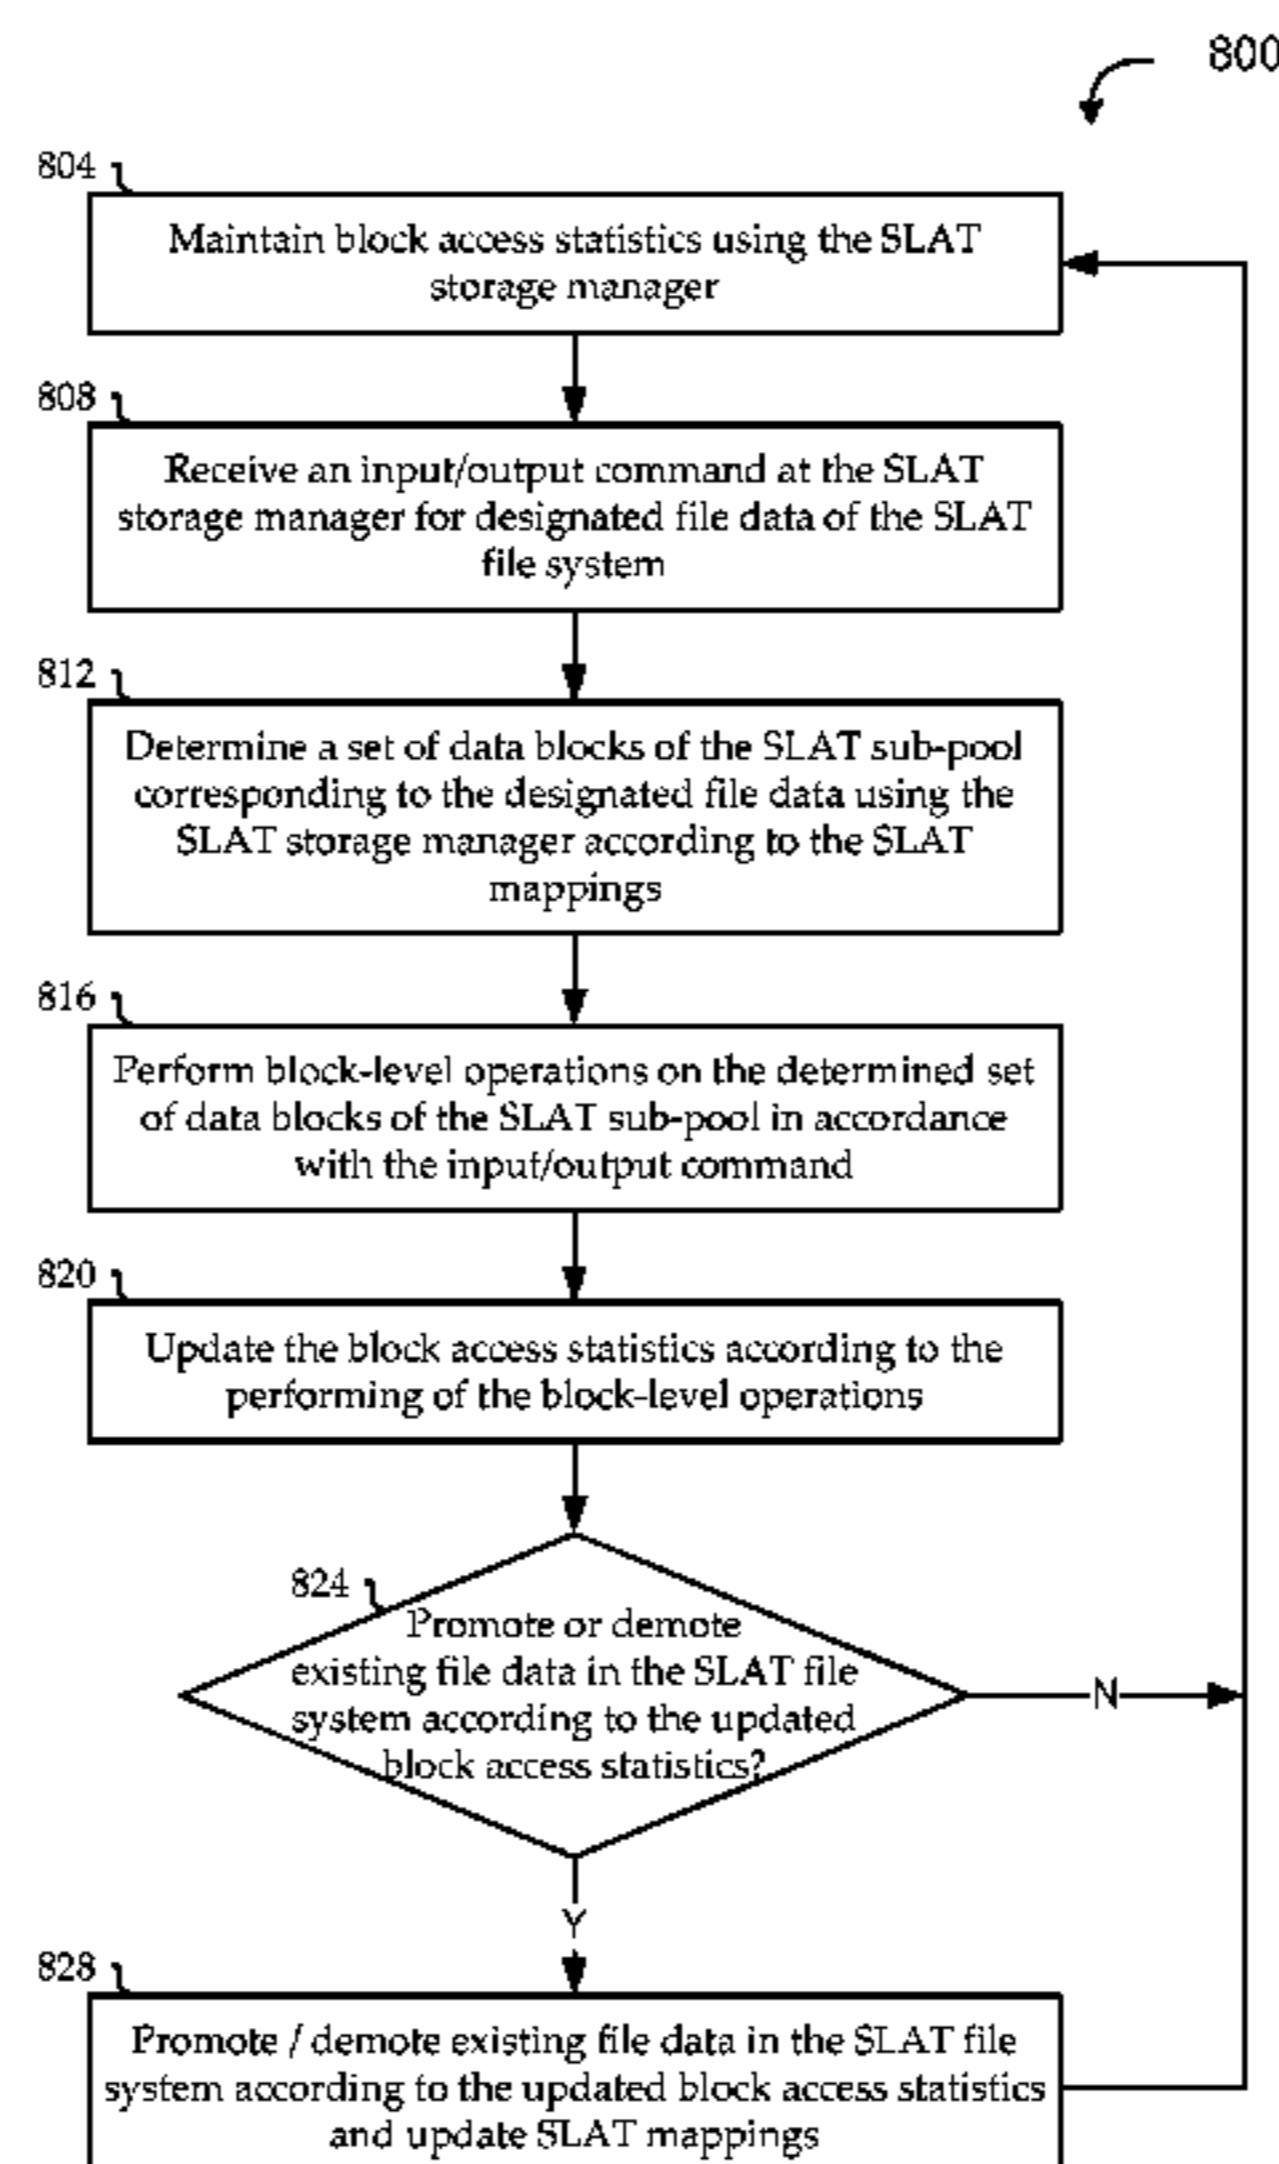 800
804
Maintain block access statistics using the SLAT
storage manager
808
Receive an input/output command at the SLAT
storage manager for designated file data of the SLAT
file system
812
Determine a set of data blocks of the SLAT sub-pool
corresponding to the designated file data using the
SLAT storage manager according to the SLAT
mappings
816
Perform block-level operations on the determined set
of data blocks of the SLAT sub-pool in accordance
with the input/output command
820
Update the block access statistics according to the
performing of the block-level operations
824
Promote or demote
existing file data in the SLAT file
system according to the updated
block access statistics?
N
Y
828
Promote / demote existing file data in the SLAT file
system according to the updated block access statistics
and update SLAT mappings